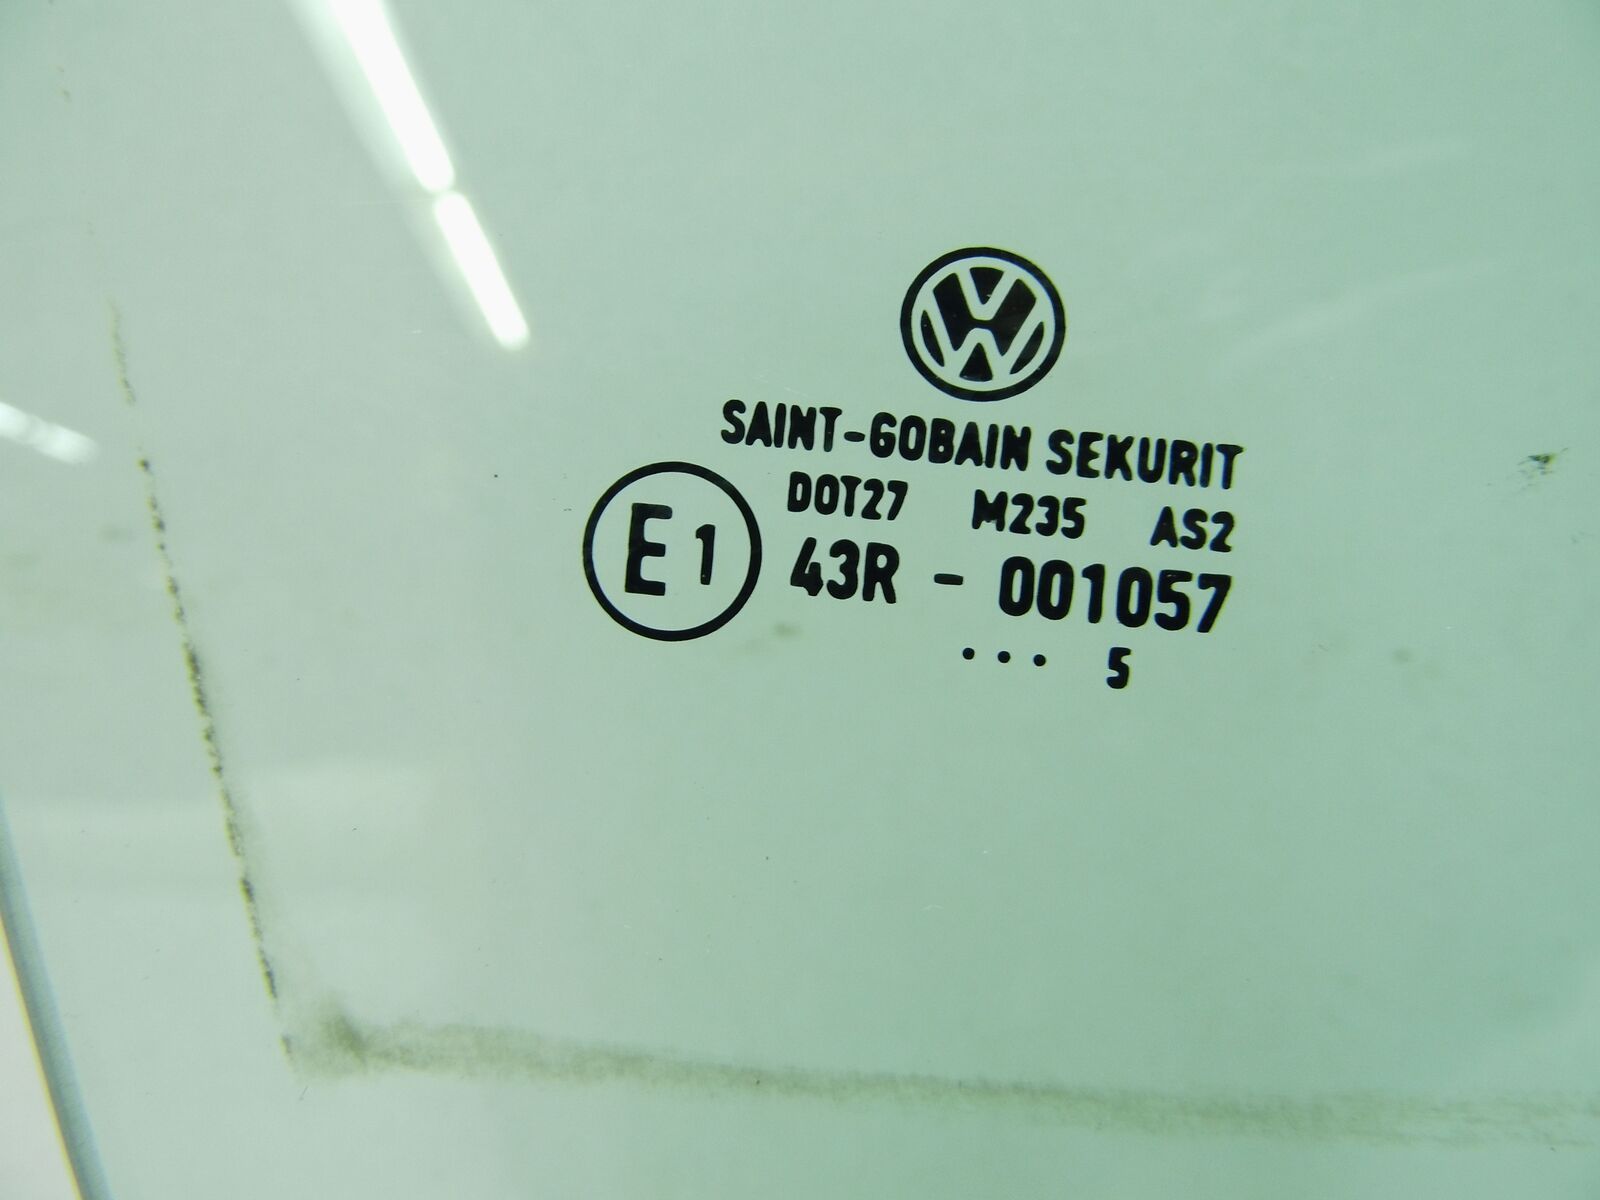 SAINT-GOBAIN SEKURIT
DOT27 M235 AS2
E1 43R - 001057
... 5